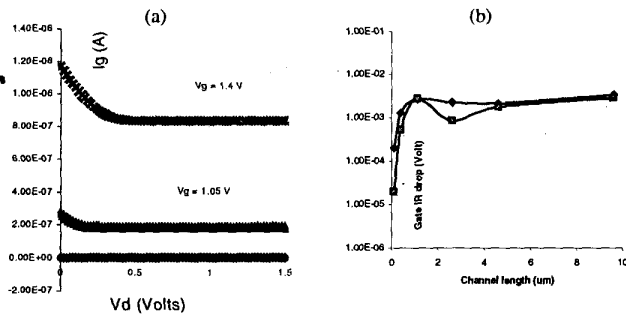 (a)
1.40E-06
1.20E-06
1.00E-06
8.00E-07
6.00E-07
4.00E-07
2.00E-07
0.00E+00
-2.00E-07
Ig (A)
Vg = 1.4 V
Vg = 1.05 V
0
0.5
1
1.5
Vd (Volts)
(b)
1.00E-01
1.00E-02
1.00E-03
1.00E-04
1.00E-05
1.00E-06
Gate IR drop (Volt)
0
2
4
6
8
10
Channel length (um)